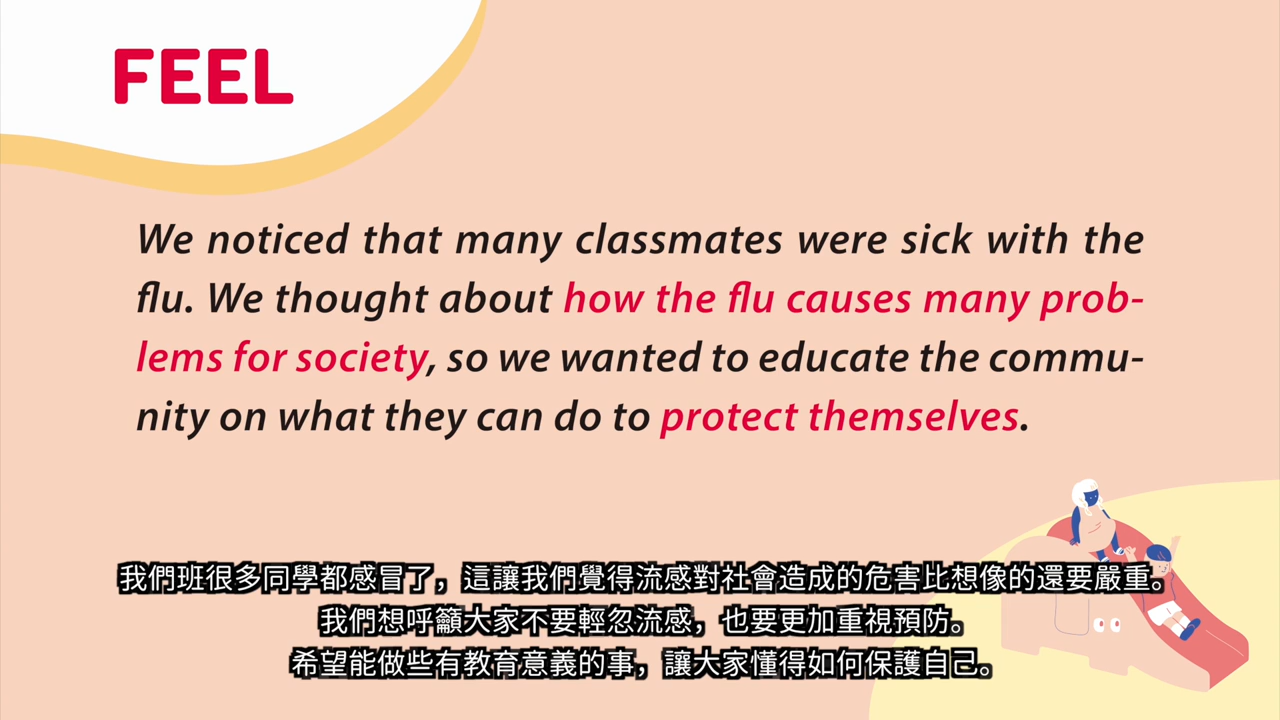 FEEL
We noticed that many classmates were sick with the
flu. We thought about how the flu causes many prob-
lems for society, so we wanted to educate the commu-
nity on what they can do to protect themselves.
我們班很多同學都感冒了，這讓我們覺得流感對社會造成的危害比想像的還要嚴重。
我們想呼籲大家不要輕忽流感，也要更加重視預防。
希望能做些有教育意義的事，讓大家懂得如何保護自己。